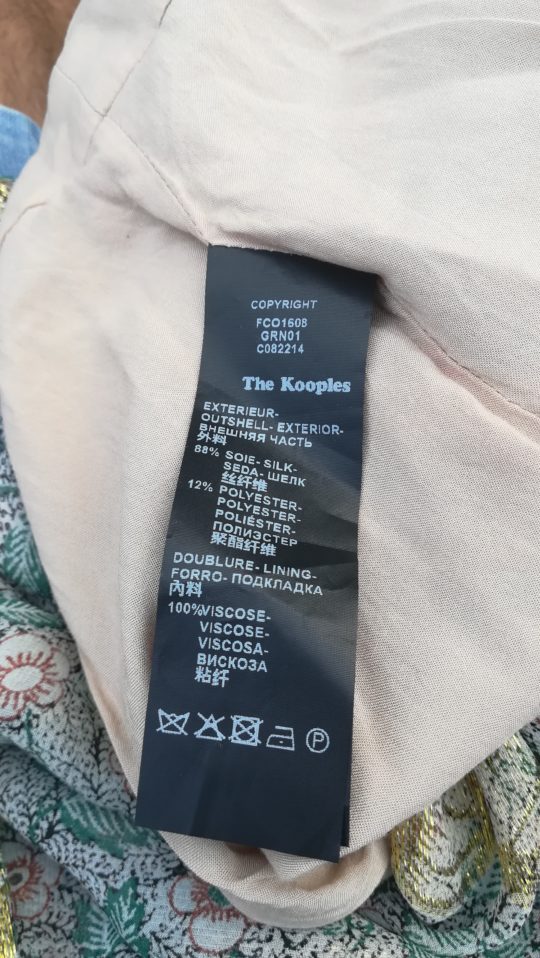 COPYRIGHT
FCO1608
GRN01
C082214
The Kooples
EXTERIEUR-
OUTSHELL- EXTERIOR-
ВНЕШНЯЯ ЧАСТЬ
外料
88% SOIE- SILK-
SEDA- ШЕЛК
丝纤维
12% POLYESTER-
POLYESTER-
POLIÉSTER-
ПОЛИЭСТЕР
聚酯纤维
DOUBLURE- LINING-
FORRO- ПОДКЛАДКА
內料
100%VISCOSE-
VISCOSE-
VISCOSA-
ВИСКОЗА
粘纤
P